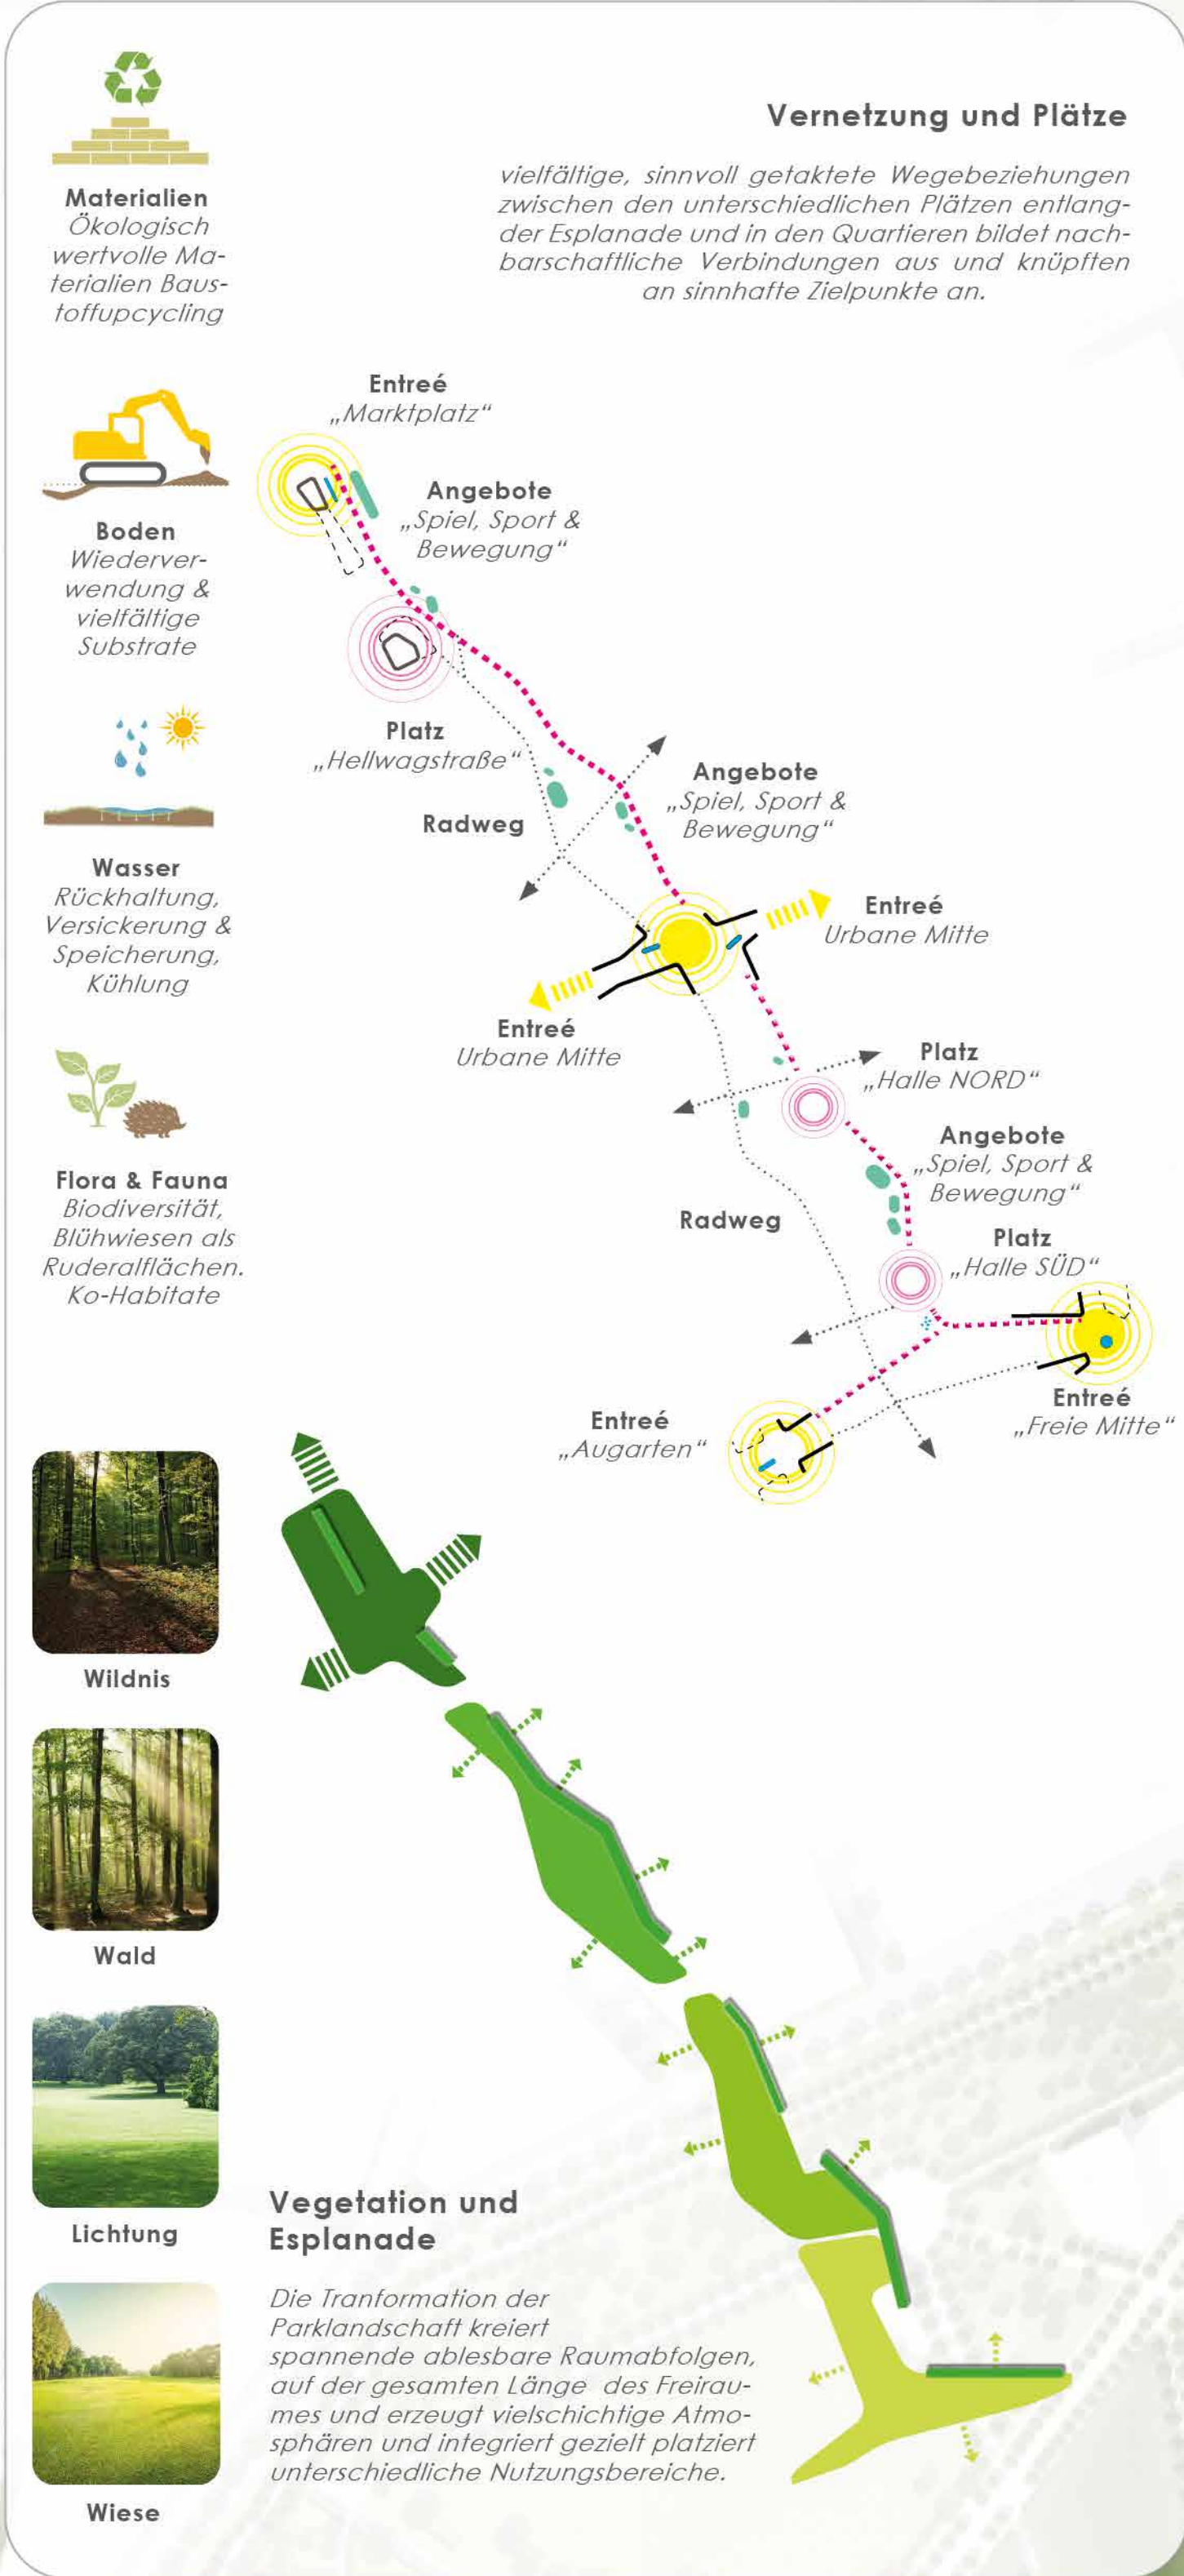 Vernetzung und Plätze
vielfältige, sinnvoll getaktete Wegebeziehungen
zwischen den unterschiedlichen Plätzen entlang-
der Esplanade und in den Quartieren bildet nach-
barschaftliche Verbindungen aus und knüpften
an sinnhafte Zielpunkte an.
Materialien
Ökologisch
wertvolle Ma-
terialien Baus-
toffupcycling
Boden
Wiederver-
wendung &
vielfältige
Substrate
Wasser
Rückhaltung,
Versickerung &
Speicherung,
Kühlung
Flora & Fauna
Biodiversität,
Blühwiesen als
Ruderalflächen.
Ko-Habitate
Entreé
„Marktplatz“
Angebote
„Spiel, Sport &
Bewegung“
Platz
„Hellwagstraße“
Radweg
Angebote
„Spiel, Sport &
Bewegung“
Entreé
Urbane Mitte
Entreé
Urbane Mitte
Platz
„Halle NORD“
Angebote
„Spiel, Sport &
Bewegung“
Radweg
Platz
„Halle SÜD“
Entreé
„Freie Mitte“
Entreé
„Augarten“
Wildnis
Wald
Lichtung
Wiese
Vegetation und
Esplanade
Die Tranformation der
Parklandschaft kreiert
spannende ablesbare Raumabfolgen,
auf der gesamten Länge des Freirau-
mes und erzeugt vielschichtige Atmo-
sphären und integriert gezielt platziert
unterschiedliche Nutzungsbereiche.